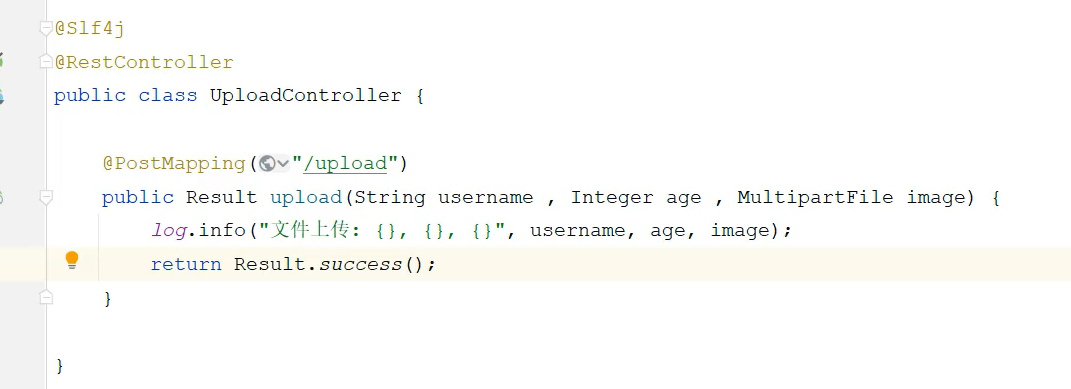 @Slf4j
@RestController
public class UploadController {
@PostMapping("/upload")
public Result upload(String username , Integer age , MultipartFile image) {
log.info("文件上传: {}, {}, {}", username, age, image);
return Result.success();
}
}